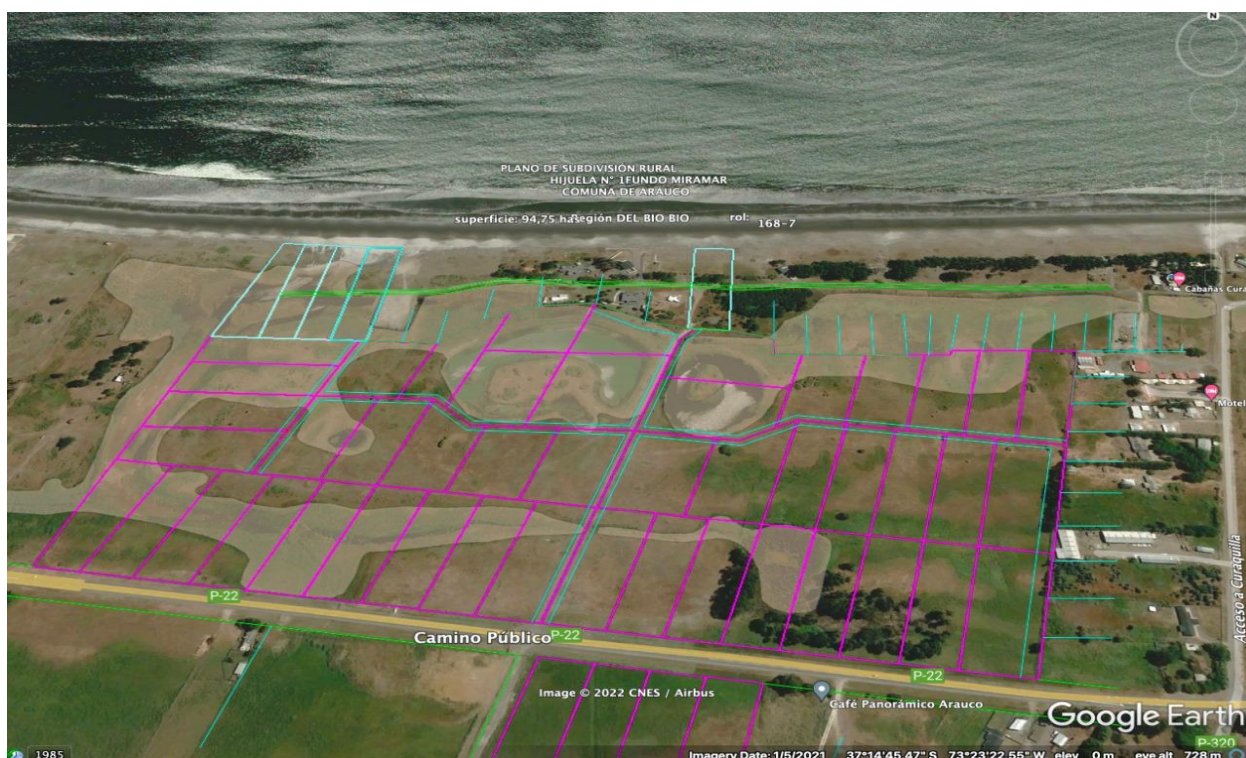 N
PLANO DE SUBDIVISIÓN RURAL
HIJUELA N° 1FUNDO MIRAMAR
COMUNA DE ARAUCO
superficie: 94,75 hasRegión DEL BIO BIO
rol:
168-7
Cabañas Cura
Motel
Acceso a Curaquilla
P-22
Camino Público
P-22
P-22
Image © 2022 CNES / Airbus
Café Panorámico Arauco
Google Earth
P-320
1985
Imagery Date: 1/5/2021 37°14'45.47" S 73°23'22.55" W elev 0 m eye alt 728 m